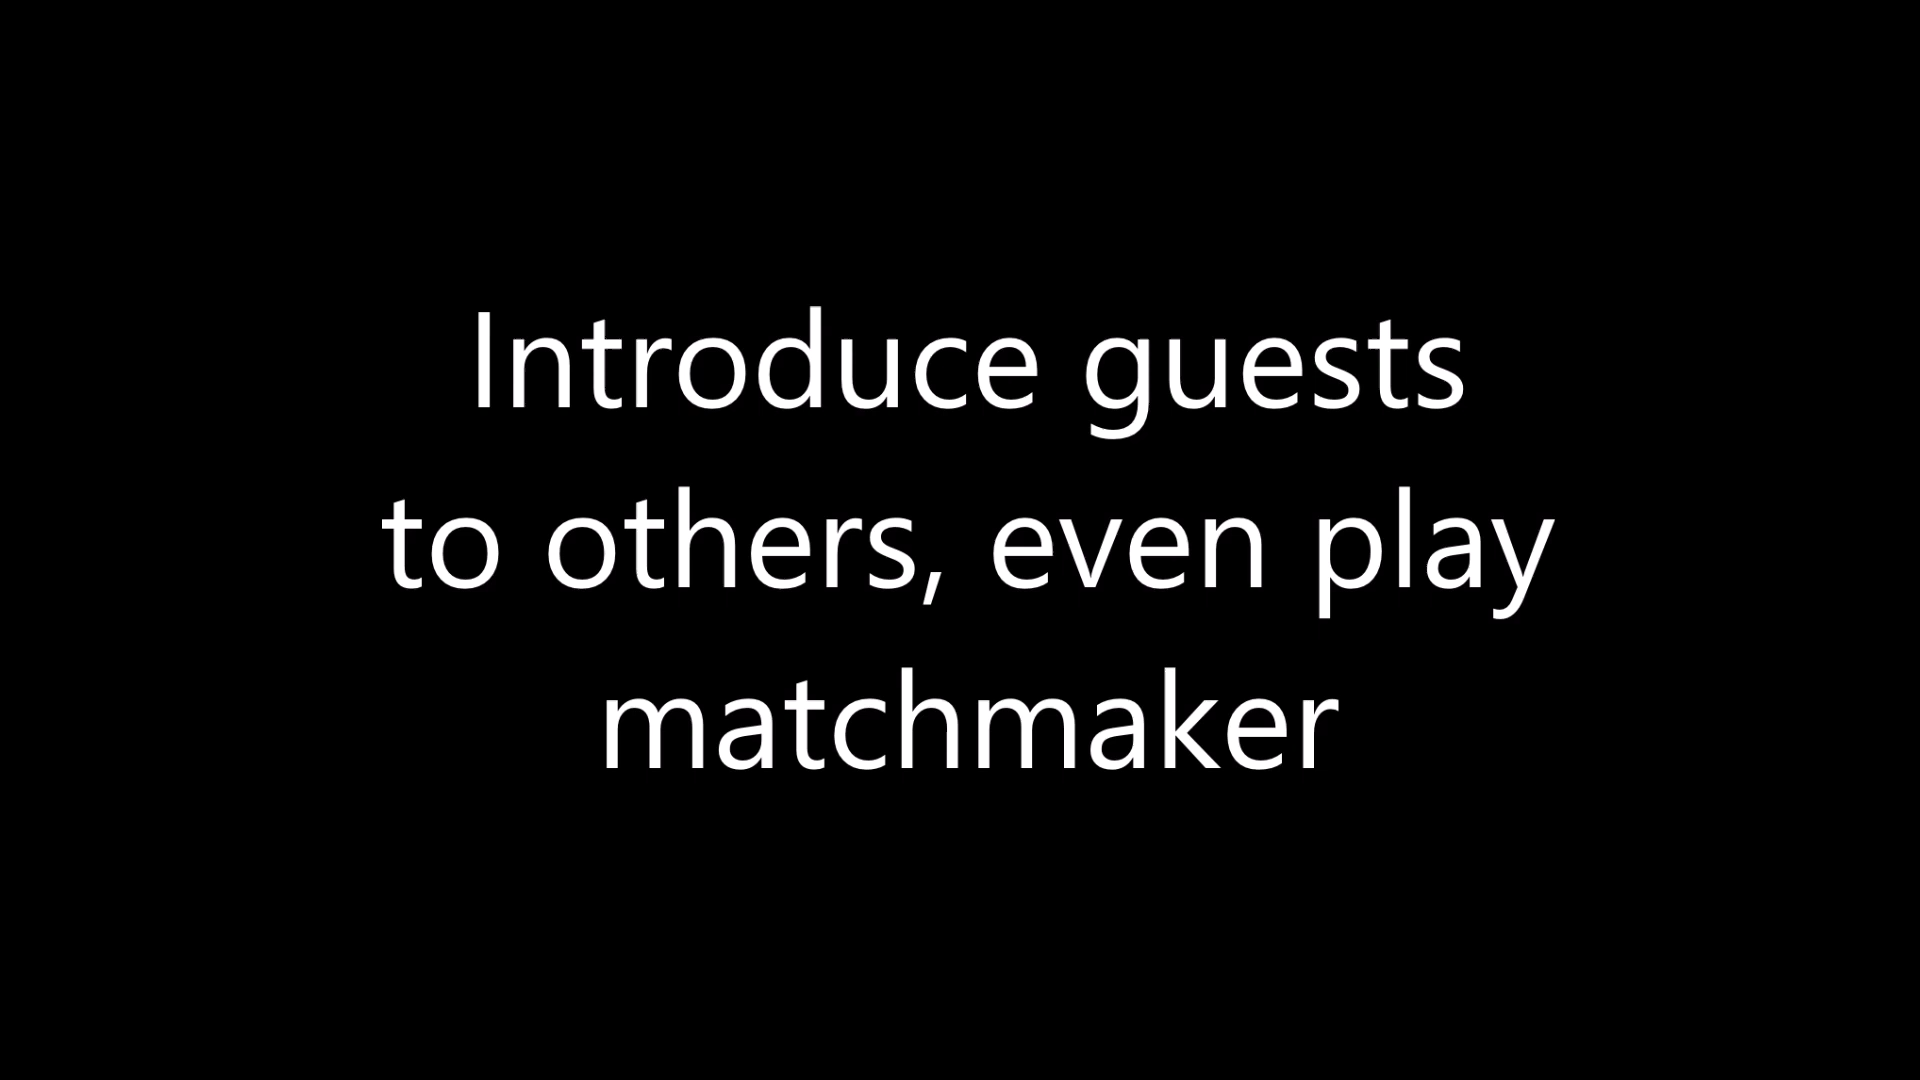 Introduce guests
to others, even play
matchmaker